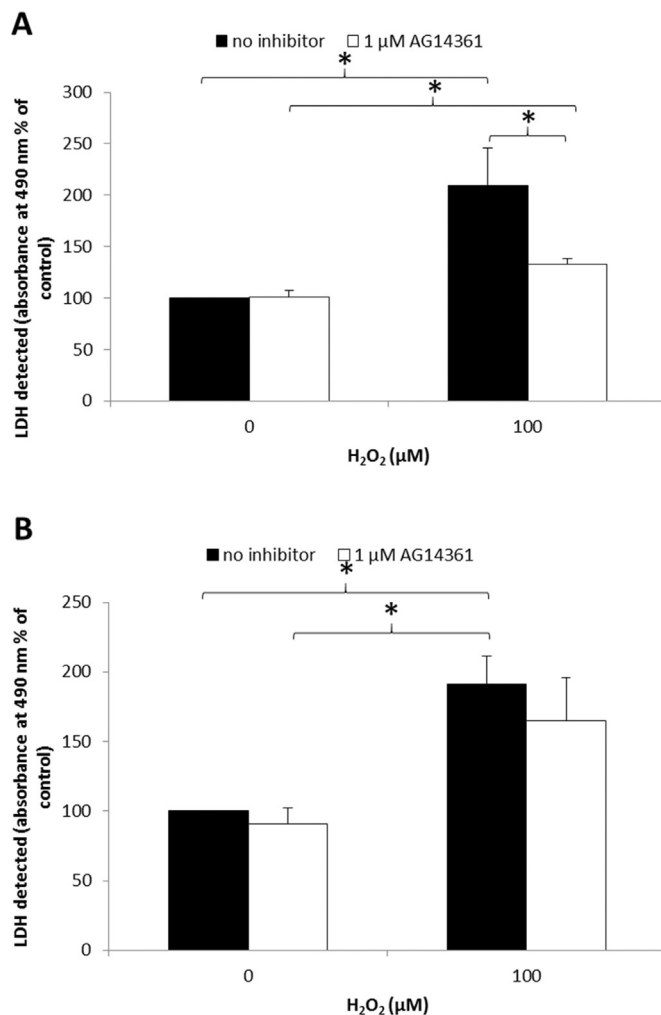 A
no inhibitor 1 µM AG14361
*
*
*
300
250
200
150
100
50
0
LDH detected (absorbance at 490 nm % of
control)
0 100
H₂O₂ (µM)
B
no inhibitor 1 µM AG14361
*
*
250
200
150
100
50
0
LDH detected (absorbance at 490 nm % of
control)
0 100
H₂O₂ (µM)